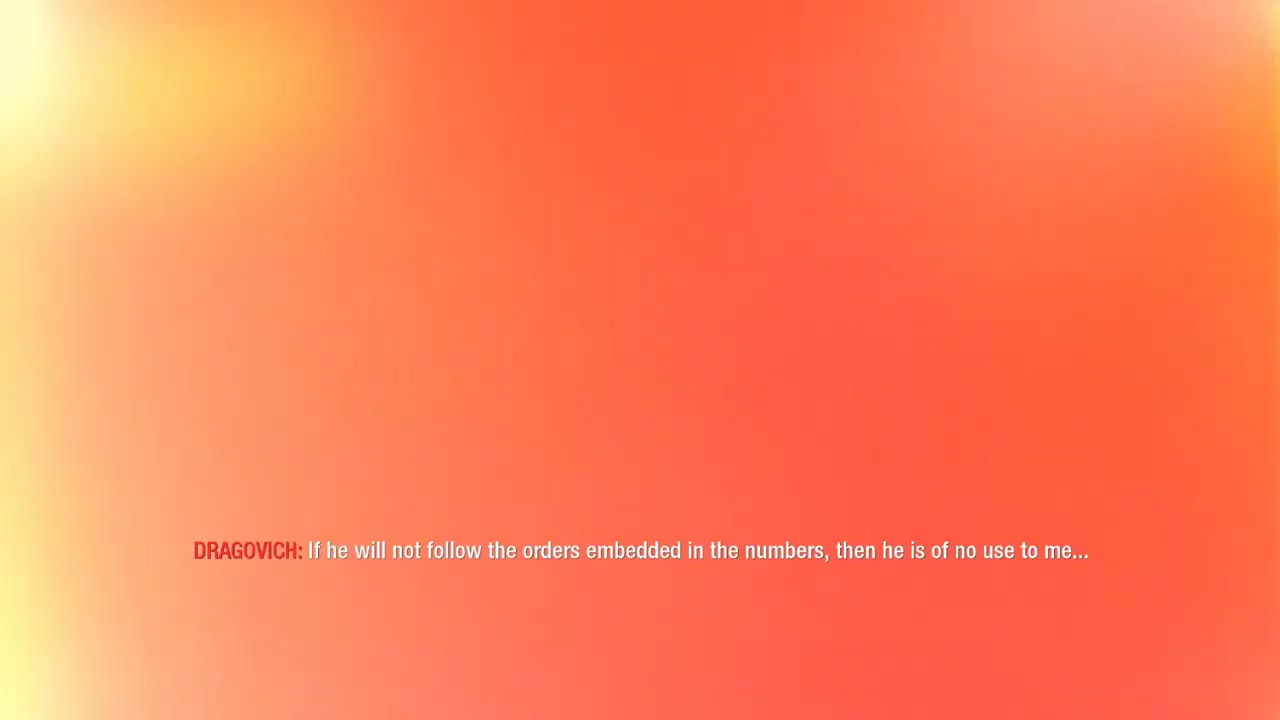 DRAGOVICH: If he will not follow the orders embedded in the numbers, then he is of no use to me...